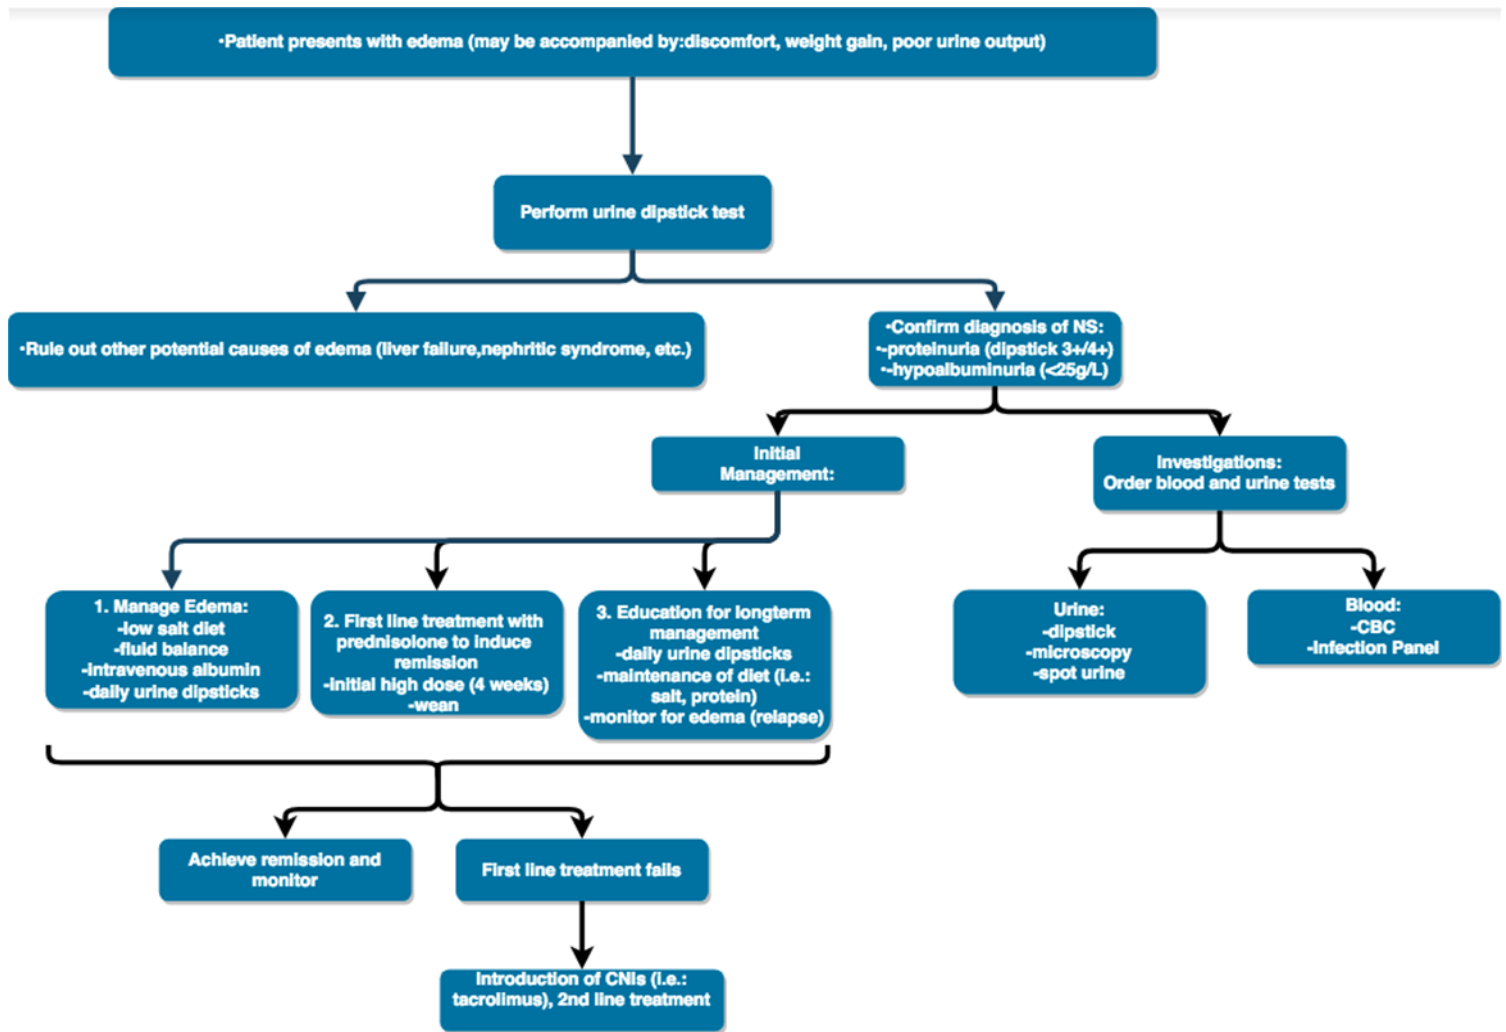 •Patient presents with edema (may be accompanied by:discomfort, weight gain, poor urine output)
Perform urine dipstick test
•Rule out other potential causes of edema (liver failure,nephritic syndrome, etc.)
•Confirm diagnosis of NS:
•-proteinuria (dipstick 3+/4+)
•-hypoalbuminuria (<25g/L)
Initial
Management:
Investigations:
Order blood and urine tests
1. Manage Edema:
-low salt diet
-fluid balance
-intravenous albumin
-daily urine dipsticks
2. First line treatment with
prednisolone to induce
remission
-initial high dose (4 weeks)
-wean
3. Education for longterm
management
-daily urine dipsticks
-maintenance of diet (i.e.:
salt, protein)
-monitor for edema (relapse)
Urine:
-dipstick
-microscopy
-spot urine
Blood:
-CBC
-Infection Panel
Achieve remission and
monitor
First line treatment fails
Introduction of CNIs (i.e.:
tacrolimus), 2nd line treatment